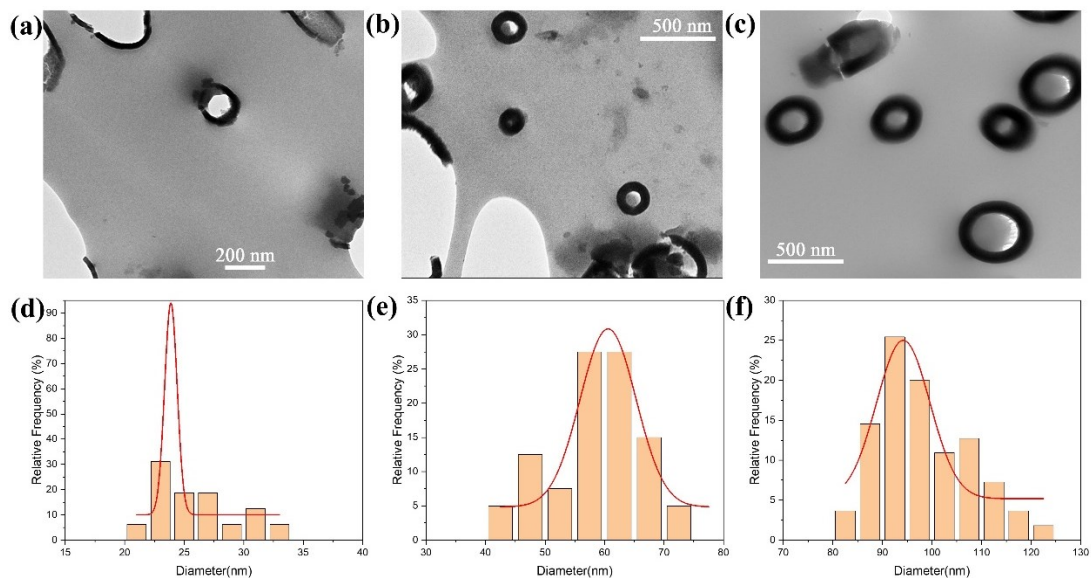 (a)
200 nm
(b)
500 nm
(c)
500 nm
(d)
Relative Frequency (%)
90
80
70
60
50
40
30
20
10
0
15 20 25 30 35 40
Diameter(nm)
(e)
Relative Frequency (%)
35
30
25
20
15
10
5
0
30 40 50 60 70 80
Diameter(nm)
(f)
Relative Frequency (%)
30
25
20
15
10
5
0
70 80 90 100 110 120 130
Diameter(nm)